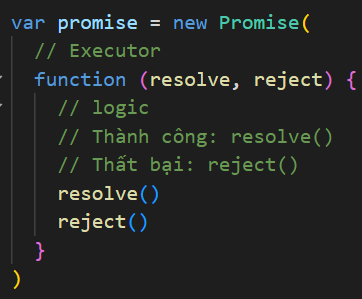 var promise = new Promise(
// Executor
function (resolve, reject) {
// logic
// Thành công: resolve()
// Thất bại: reject()
resolve()
reject()
}
)